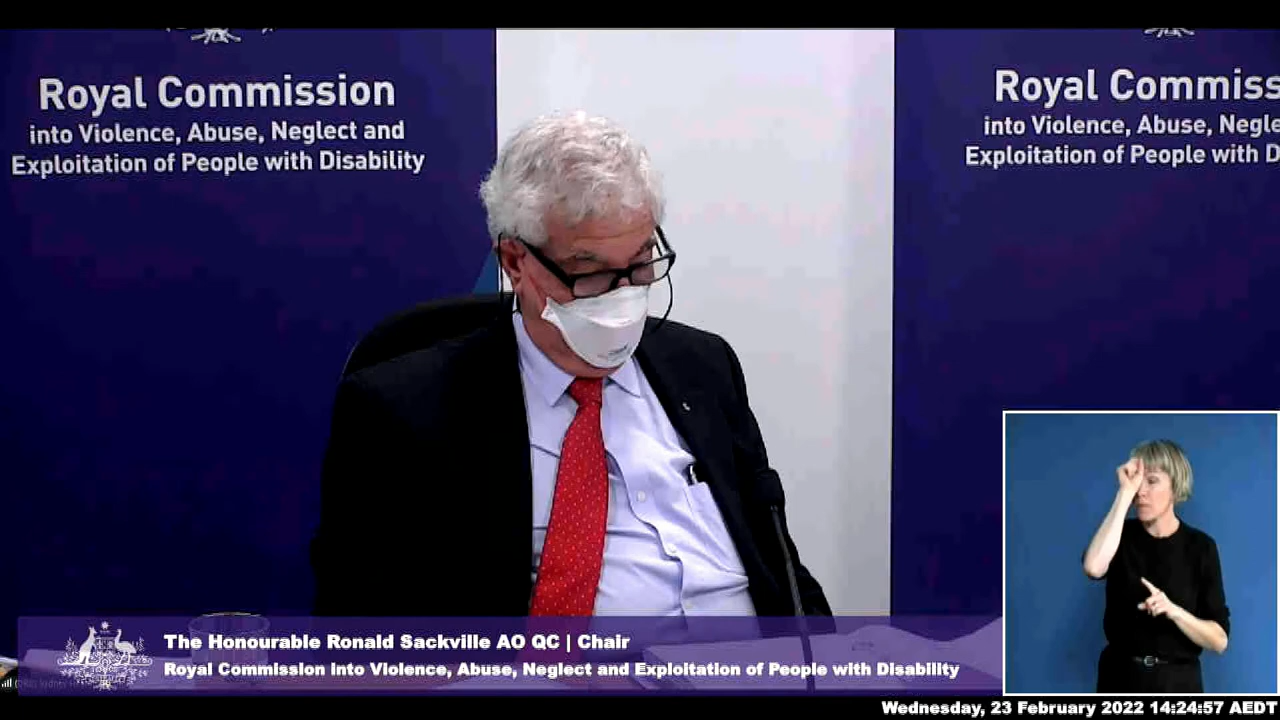 Royal Commission
into Violence, Abuse, Neglect and
Exploitation of People with Disability
Royal Commiss
into Violence, Abuse, Negle
Exploitation of People with D
The Honourable Ronald Sackville AO QC | Chair
Royal Commission into Violence, Abuse, Neglect and Exploitation of People with Disability
Wednesday, 23 February 2022 14:24:57 AEDT